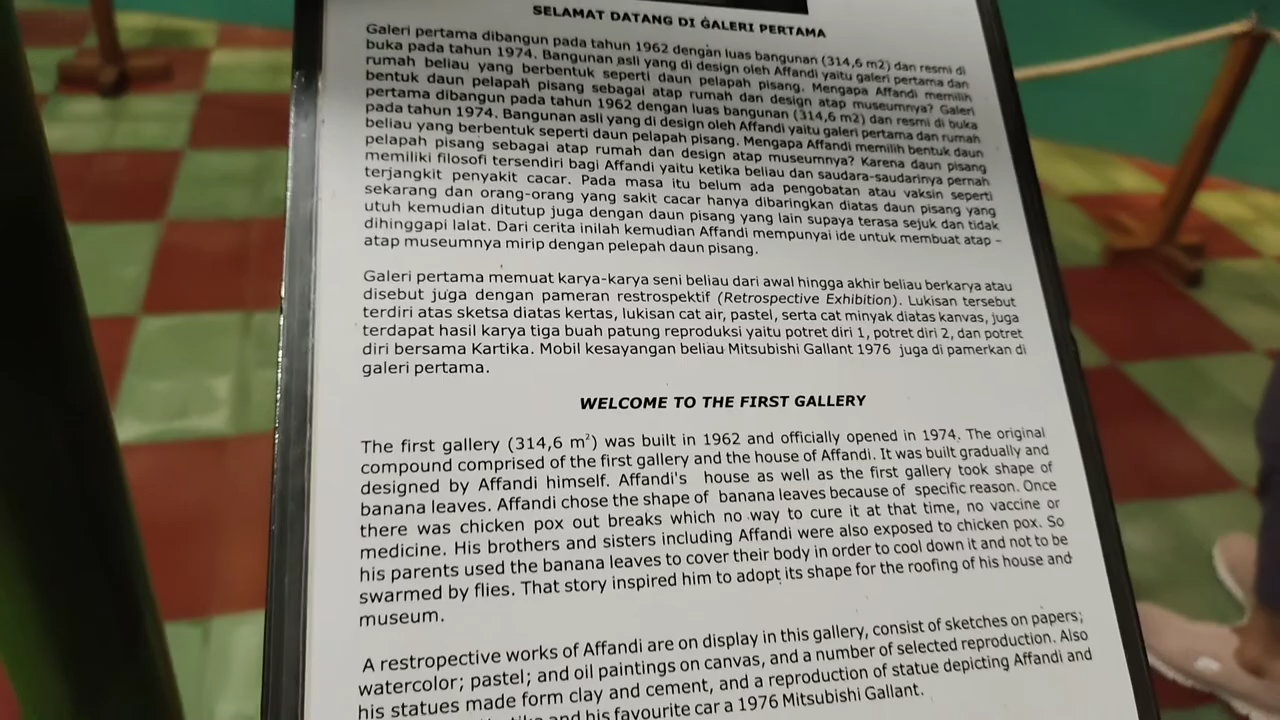 SELAMAT DATANG DI GALERI PERTAMA
Galeri pertama dibangun pada tahun 1962 dengan luas bangunan (314,6 m2) dan resmi di
buka pada tahun 1974. Bangunan asli yang di design oleh Affandi yaitu galeri pertama dan
rumah beliau yang berbentuk seperti daun pelapah pisang. Mengapa Affandi memilih
bentuk daun pelapah pisang sebagai atap rumah dan design atap museumnya? Galeri
pertama dibangun pada tahun 1962 dengan luas bangunan (314,6 m2) dan resmi di buka
pada tahun 1974. Bangunan asli yang di design oleh Affandi yaitu galeri pertama dan rumah
beliau yang berbentuk seperti daun pelapah pisang. Mengapa Affandi memilih bentuk daun
pelapah pisang sebagai atap rumah dan design atap museumnya? Karena daun pisang
memiliki filosofi tersendiri bagi Affandi yaitu ketika beliau dan saudara-saudarinya pernah
terjangkit penyakit cacar. Pada masa itu belum ada pengobatan atau vaksin seperti
sekarang dan orang-orang yang sakit cacar hanya dibaringkan diatas daun pisang yang
utuh kemudian ditutup juga dengan daun pisang yang lain supaya terasa sejuk dan tidak
dihinggapi lalat. Dari cerita inilah kemudian Affandi mempunyai ide untuk membuat atap –
atap museumnya mirip dengan pelepah daun pisang.
Galeri pertama memuat karya-karya seni beliau dari awal hingga akhir beliau berkarya atau
disebut juga dengan pameran restrospektif (Retrospective Exhibition). Lukisan tersebut
terdiri atas sketsa diatas kertas, lukisan cat air, pastel, serta cat minyak diatas kanvas, juga
terdapat hasil karya tiga buah patung reproduksi yaitu potret diri 1, potret diri 2, dan potret
diri bersama Kartika. Mobil kesayangan beliau Mitsubishi Gallant 1976 juga di pamerkan di
galeri pertama.
WELCOME TO THE FIRST GALLERY
The first gallery (314,6 m²) was built in 1962 and officially opened in 1974. The original
compound comprised of the first gallery and the house of Affandi. It was built gradually and
designed by Affandi himself. Affandi's house as well as the first gallery took shape of
banana leaves. Affandi chose the shape of banana leaves because of specific reason. Once
there was chicken pox out breaks which no way to cure it at that time, no vaccine or
medicine. His brothers and sisters including Affandi were also exposed to chicken pox. So
his parents used the banana leaves to cover their body in order to cool down it and not to be
swarmed by flies. That story inspired him to adopt its shape for the roofing of his house and
museum.
A restropective works of Affandi are on display in this gallery, consist of sketches on papers;
watercolor; pastel; and oil paintings on canvas, and a number of selected reproduction. Also
his statues made form clay and cement, and a reproduction of statue depicting Affandi and
and his favourite car a 1976 Mitsubishi Gallant.